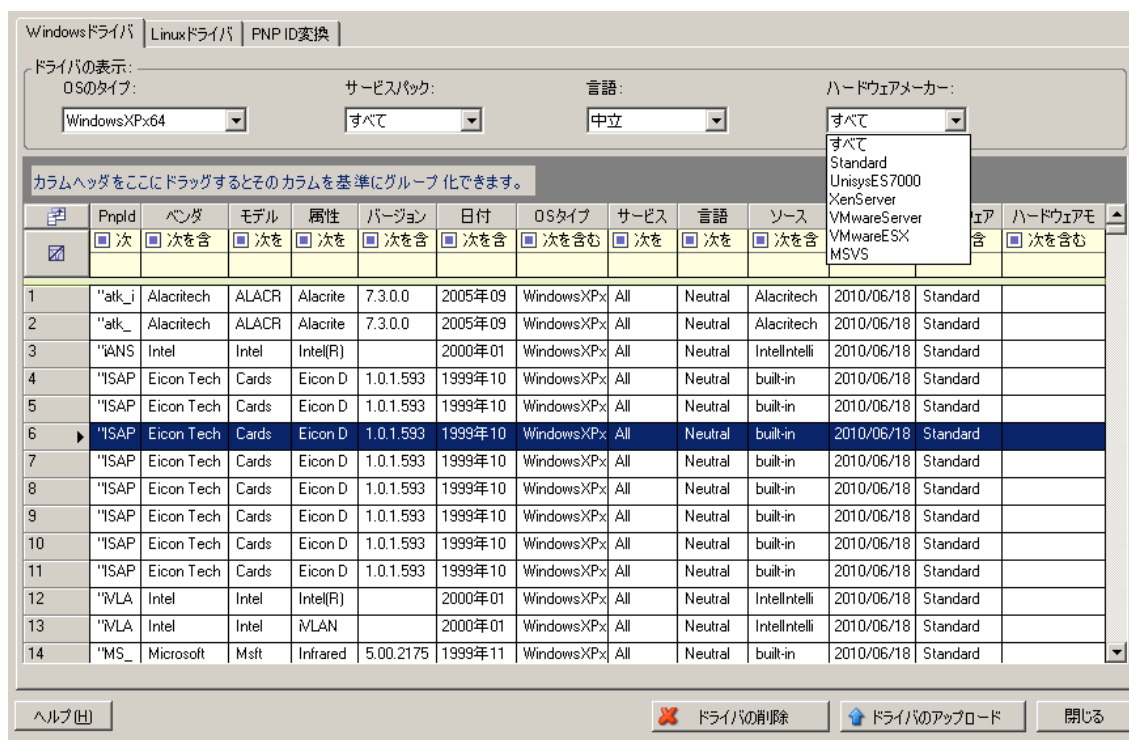 Windowsドライバ Linuxドライバ PNP ID変換
ドライバの表示:
OSのタイプ: サービスパック: 言語: ハードウェアメーカー:
WindowsXPx64 すべて 中立 すべて
すべて
Standard
UnisysES7000
XenServer
VMwareServer
VMwareESX
MSVS
カラムヘッダをここにドラッグするとそのカラムを基準にグループ化できます。
PnpId ベンダ モデル 属性 バージョン 日付 OSタイプ サービス 言語 ソース ェア ハードウェアモ
次 次を含 次を 次を 次を含 次を含 次を含む 次を 次を 次を含 含 次を含む
1 "atk_i Alacritech ALACR Alacrite 7.3.0.0 2005年09 WindowsXPx All Neutral Alacritech 2010/06/18 Standard
2 "atk_ Alacritech ALACR Alacrite 7.3.0.0 2005年09 WindowsXPx All Neutral Alacritech 2010/06/18 Standard
3 "iANS Intel Intel Intel(R) 2000年01 WindowsXPx All Neutral IntelIntelli 2010/06/18 Standard
4 "ISAP Eicon Tech Cards Eicon D 1.0.1.593 1999年10 WindowsXPx All Neutral built-in 2010/06/18 Standard
5 "ISAP Eicon Tech Cards Eicon D 1.0.1.593 1999年10 WindowsXPx All Neutral built-in 2010/06/18 Standard
6 "ISAP Eicon Tech Cards Eicon D 1.0.1.593 1999年10 WindowsXPx All Neutral built-in 2010/06/18 Standard
7 "ISAP Eicon Tech Cards Eicon D 1.0.1.593 1999年10 WindowsXPx All Neutral built-in 2010/06/18 Standard
8 "ISAP Eicon Tech Cards Eicon D 1.0.1.593 1999年10 WindowsXPx All Neutral built-in 2010/06/18 Standard
9 "ISAP Eicon Tech Cards Eicon D 1.0.1.593 1999年10 WindowsXPx All Neutral built-in 2010/06/18 Standard
10 "ISAP Eicon Tech Cards Eicon D 1.0.1.593 1999年10 WindowsXPx All Neutral built-in 2010/06/18 Standard
11 "ISAP Eicon Tech Cards Eicon D 1.0.1.593 1999年10 WindowsXPx All Neutral built-in 2010/06/18 Standard
12 "iVLA Intel Intel Intel(R) 2000年01 WindowsXPx All Neutral IntelIntelli 2010/06/18 Standard
13 "iVLA Intel Intel iVLAN 2000年01 WindowsXPx All Neutral IntelIntelli 2010/06/18 Standard
14 "MS_ Microsoft Msft Infrared 5.00.2175 1999年11 WindowsXPx All Neutral built-in 2010/06/18 Standard
ヘルプ(H) ドライバの削除 ドライバのアップロード 閉じる